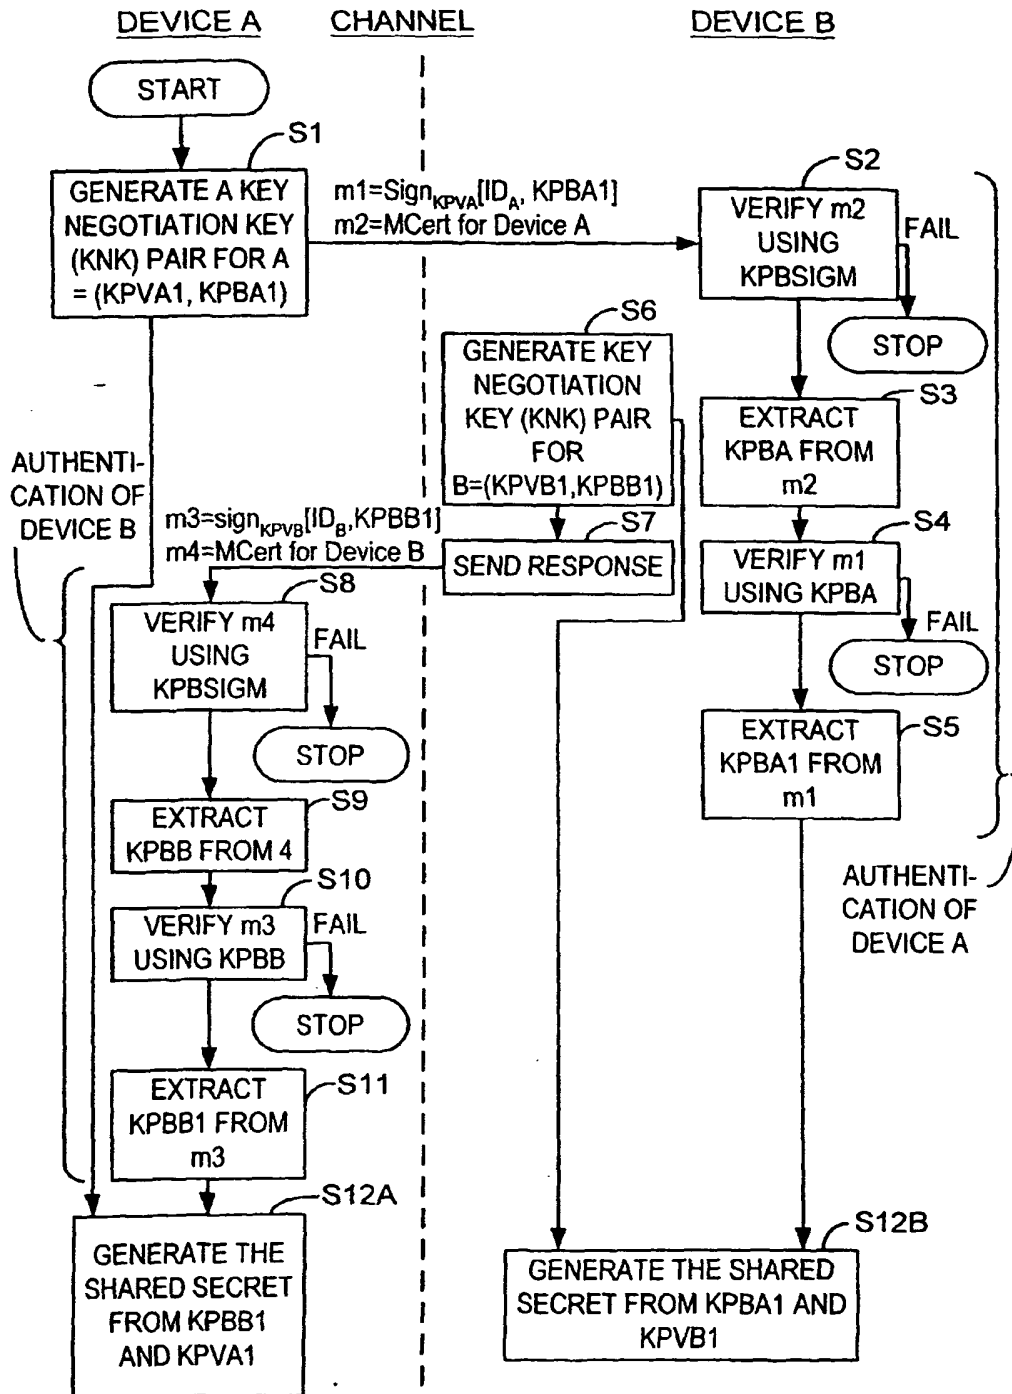 DEVICE A
CHANNEL
DEVICE B
START
S1
GENERATE A KEY
NEGOTIATION KEY
(KNK) PAIR FOR A
= (KPVA1, KPBA1)
m1=Sign_KPVA[ID_A, KPBA1]
m2=MCert for Device A
S2
VERIFY m2
USING
KPBSIGM
FAIL
STOP
S3
EXTRACT
KPBA FROM
m2
S4
VERIFY m1
USING KPBA
FAIL
STOP
S5
EXTRACT
KPBA1 FROM
m1
AUTHENTI-
CATION OF
DEVICE A
S6
GENERATE KEY
NEGOTIATION
KEY (KNK) PAIR
FOR
B=(KPVB1,KPBB1)
S7
SEND RESPONSE
m3=sign_KPVB[ID_B,KPBB1]
m4=MCert for Device B
AUTHENTI-
CATION OF
DEVICE B
S8
VERIFY m4
USING
KPBSIGM
FAIL
STOP
S9
EXTRACT
KPBB FROM 4
S10
VERIFY m3
USING KPBB
FAIL
STOP
S11
EXTRACT
KPBB1 FROM
m3
S12A
GENERATE THE
SHARED SECRET
FROM KPBB1
AND KPVA1
S12B
GENERATE THE SHARED
SECRET FROM KPBA1 AND
KPVB1